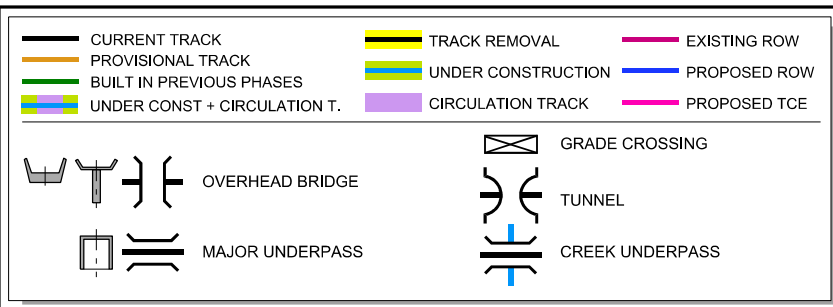 CURRENT TRACK
PROVISIONAL TRACK
BUILT IN PREVIOUS PHASES
UNDER CONST + CIRCULATION T.
TRACK REMOVAL
UNDER CONSTRUCTION
CIRCULATION TRACK
EXISTING ROW
PROPOSED ROW
PROPOSED TCE
OVERHEAD BRIDGE
MAJOR UNDERPASS
GRADE CROSSING
TUNNEL
CREEK UNDERPASS